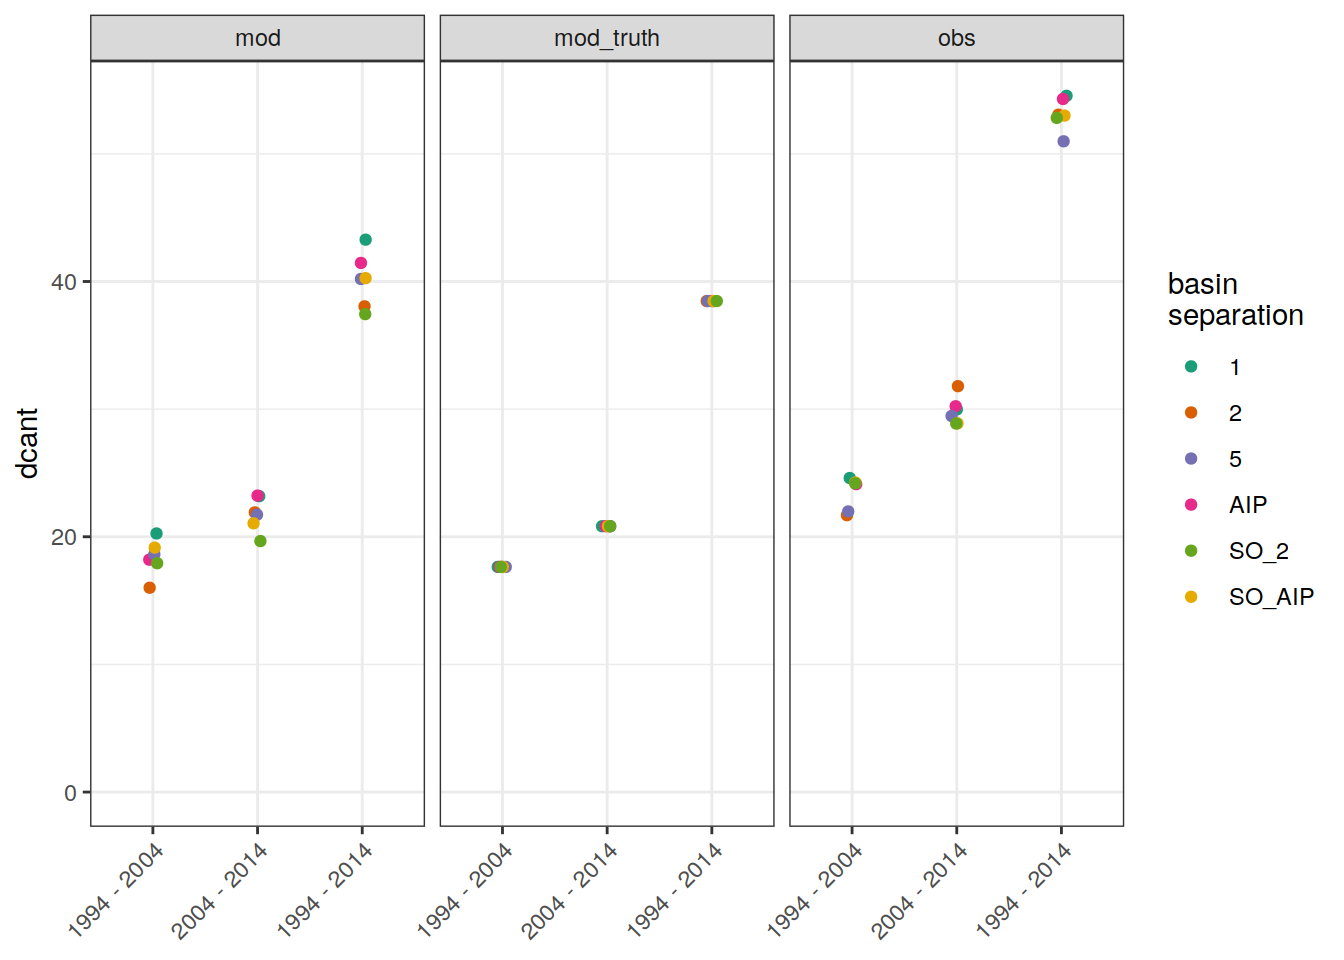 mod
mod_truth
obs
dcant
40
20
0
1994 - 2004
2004 - 2014
1994 - 2014
1994 - 2004
2004 - 2014
1994 - 2014
1994 - 2004
2004 - 2014
1994 - 2014
basin
separation
1
2
5
AIP
SO_2
SO_AIP